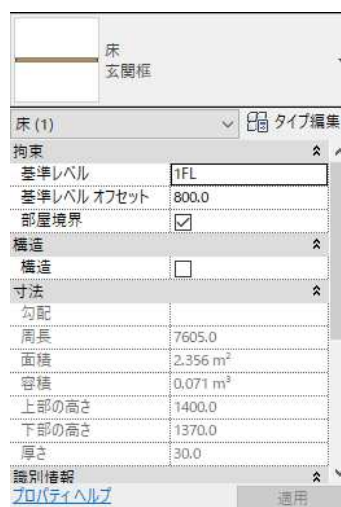 床
玄関框
床 (1)
タイプ編集
拘束
基準レベル 1FL
基準レベル オフセット 800.0
部屋境界
構造
構造
寸法
勾配
周長 7605.0
面積 2.356 m²
容積 0.071 m³
上部の高さ 1400.0
下部の高さ 1370.0
厚さ 30.0
識別情報
プロパティ ヘルプ 適用